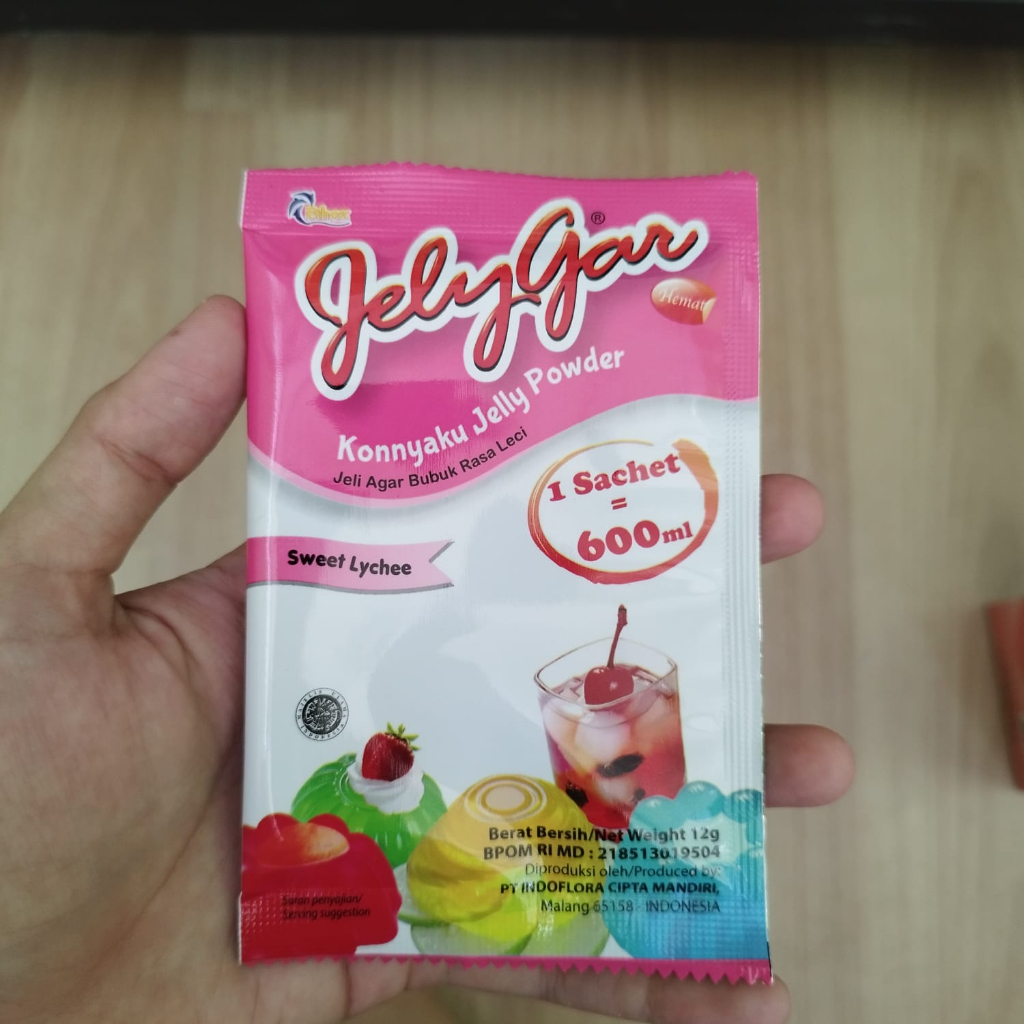 JelyGar®
Hemat
Konnyaku Jelly Powder
Jeli Agar Bubuk Rasa Leci
1 Sachet
=
600ml
Sweet Lychee
Berat Bersih/Net Weight 12g
BPOM RI MD : 218513019504
Diproduksi oleh/Produced by:
PT INDOFLORA CIPTA MANDIRI,
Malang 65158 - INDONESIA
Saran penyajian/
Serving suggestion